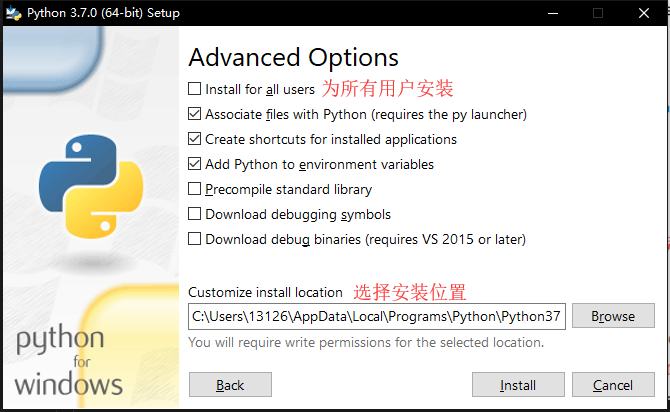 Python 3.7.0 (64-bit) Setup
Advanced Options
Install for all users 为所有用户安装
Associate files with Python (requires the py launcher)
Create shortcuts for installed applications
Add Python to environment variables
Precompile standard library
Download debugging symbols
Download debug binaries (requires VS 2015 or later)
Customize install location 选择安装位置
C:\Users\13126\AppData\Local\Programs\Python\Python37
Browse
You will require write permissions for the selected location.
python
for
windows
Back
Install
Cancel